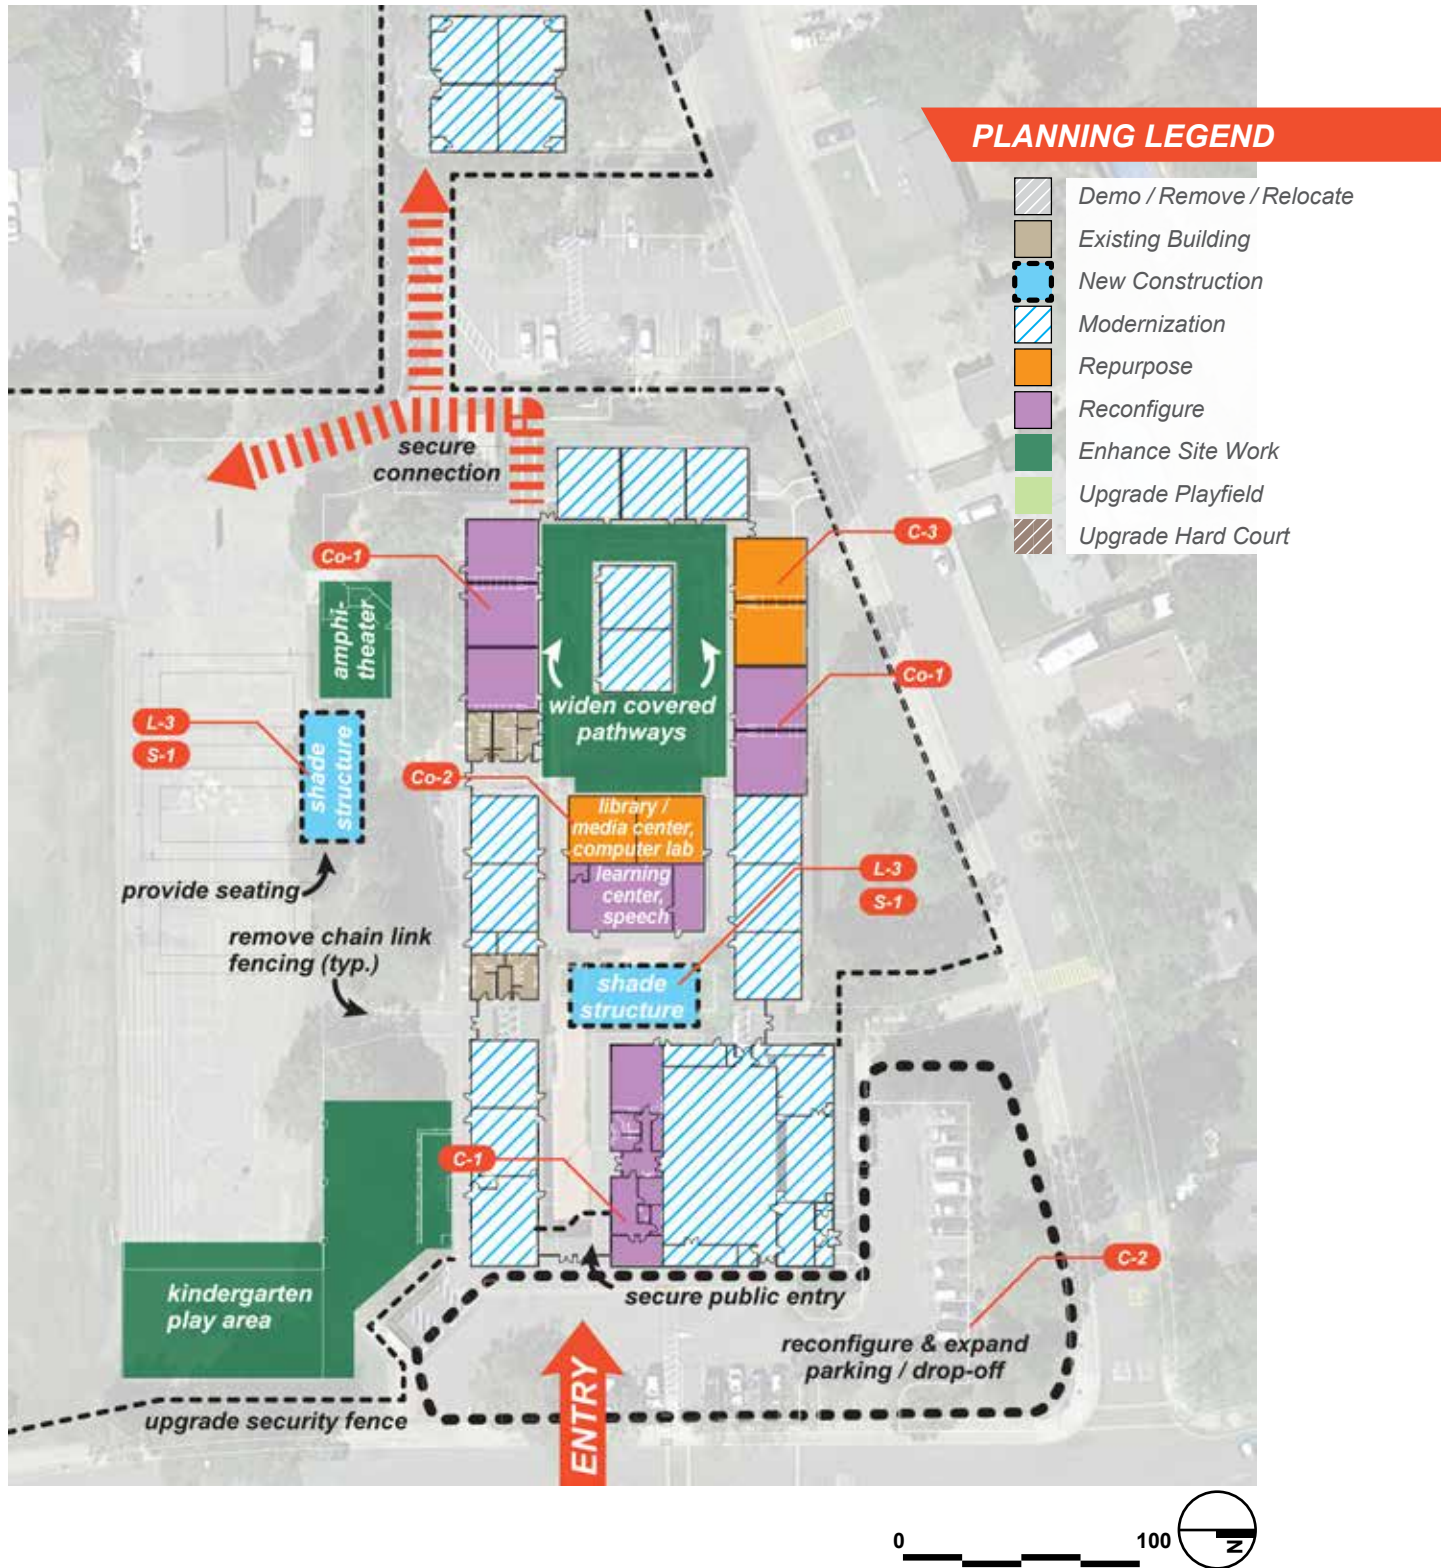 PLANNING LEGEND
Demo / Remove / Relocate
Existing Building
New Construction
Modernization
Repurpose
Reconfigure
Enhance Site Work
Upgrade Playfield
Upgrade Hard Court
secure
connection
Co-1
C-3
amphi-
theater
widen covered
pathways
Co-1
L-3
S-1
shade
structure
Co-2
library /
media center,
computer lab
learning
center,
speech
L-3
S-1
provide seating
remove chain link
fencing (typ.)
shade
structure
C-1
C-2
kindergarten
play area
secure public entry
reconfigure & expand
parking / drop-off
upgrade security fence
ENTRY
0
100
N